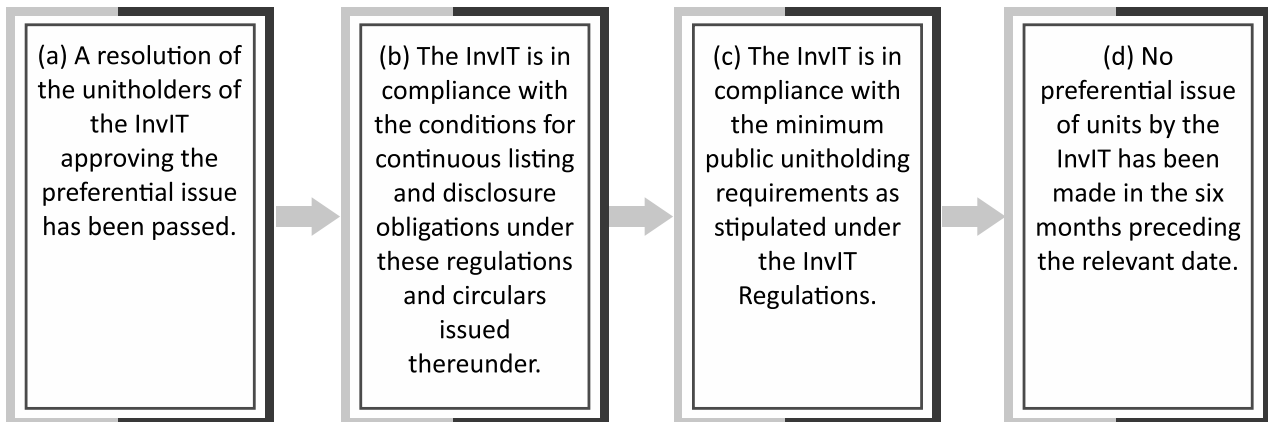 (a) A resolution of
the unitholders of
the InvIT
approving the
preferential issue
has been passed.
(b) The InvIT is in
compliance with
the conditions for
continuous listing
and disclosure
obligations under
these regulations
and circulars
issued
thereunder.
(c) The InvIT is in
compliance with
the minimum
public unitholding
requirements as
stipulated under
the InvIT
Regulations.
(d) No
preferential issue
of units by the
InvIT has been
made in the six
months preceding
the relevant date.